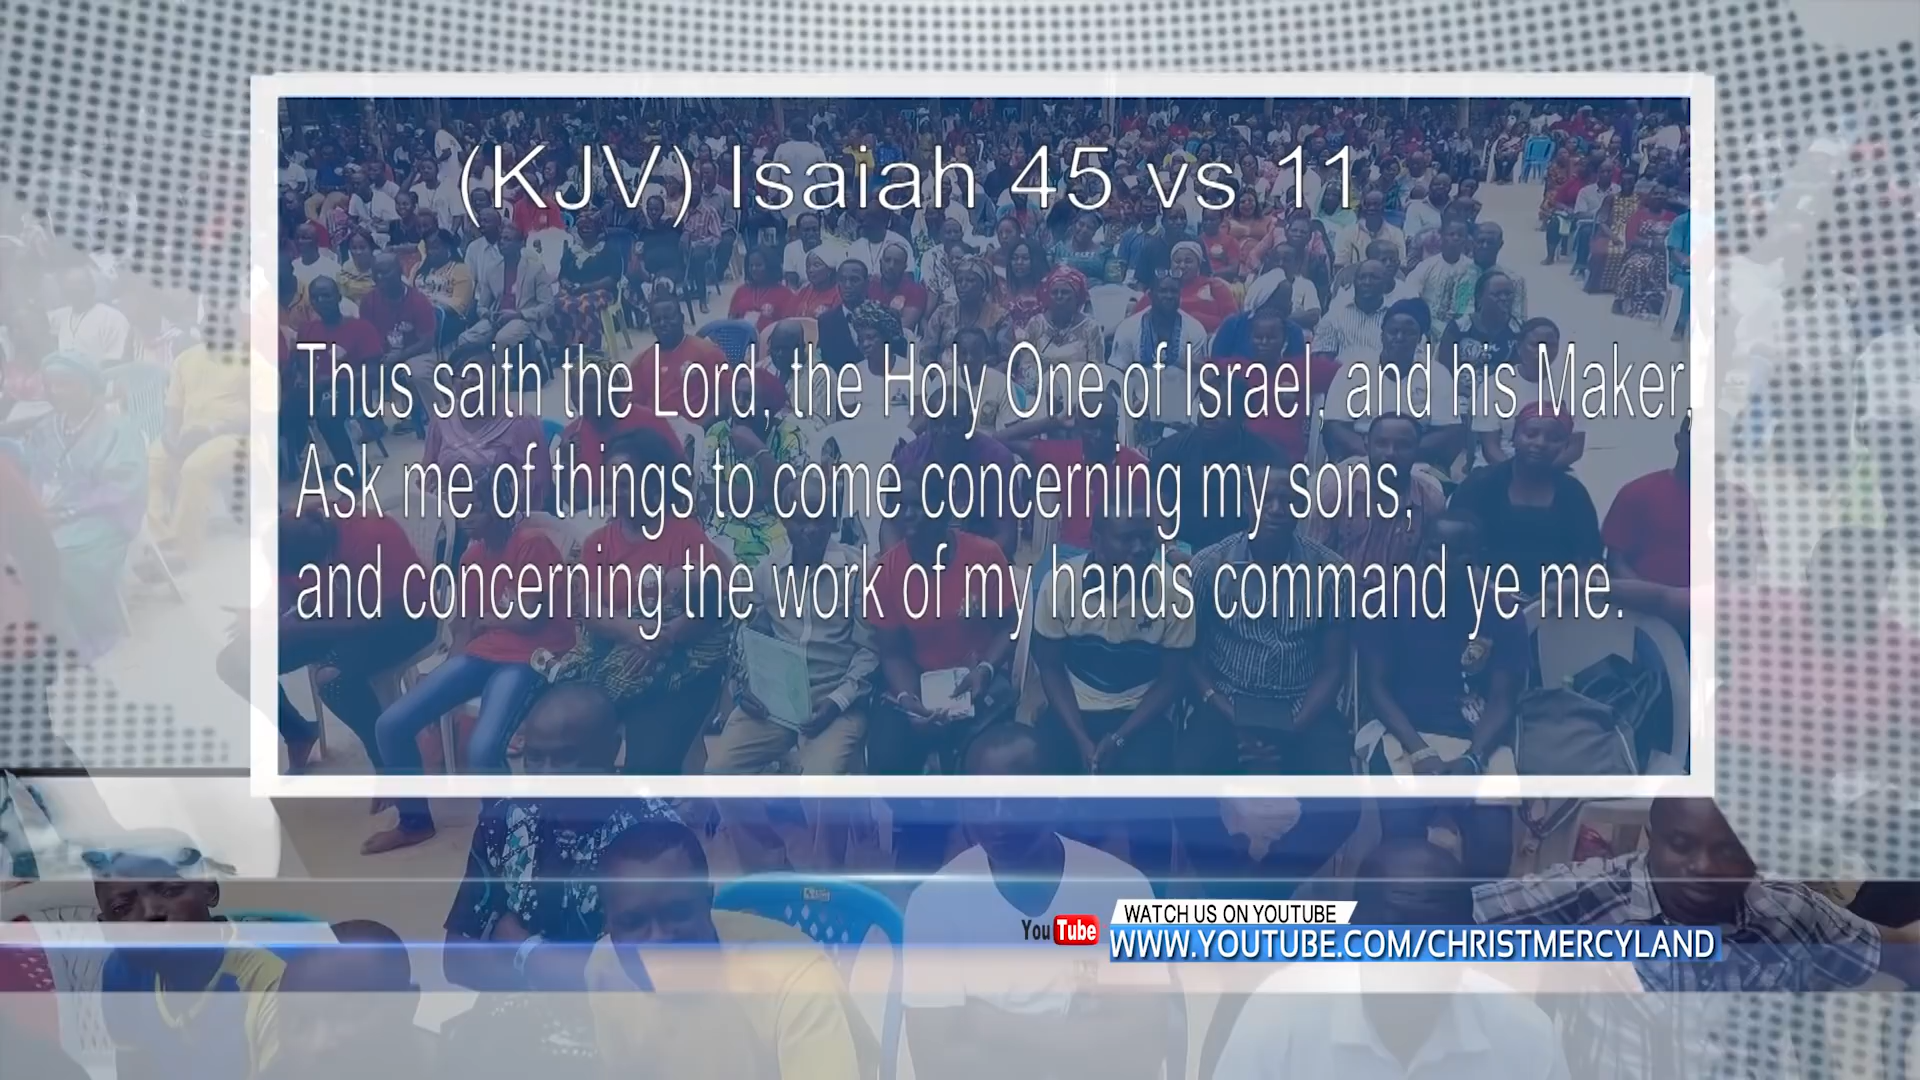 (KJV) Isaiah 45 vs 11
Thus saith the Lord, the Holy One of Israel, and his Maker,
Ask me of things to come concerning my sons,
and concerning the work of my hands command ye me.
WATCH US ON YOUTUBE
YouTube
WWW.YOUTUBE.COM/CHRISTMERCYLAND